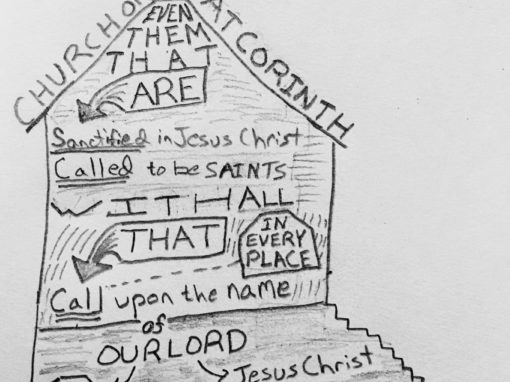 CHURCH OF
AT CORINTH
EVEN
THEM
THAT
ARE
Sanctified in Jesus Christ
Called to be SAINTS
WITH ALL
THAT
IN
EVERY
PLACE
Call upon the name
of
OUR LORD
Jesus Christ